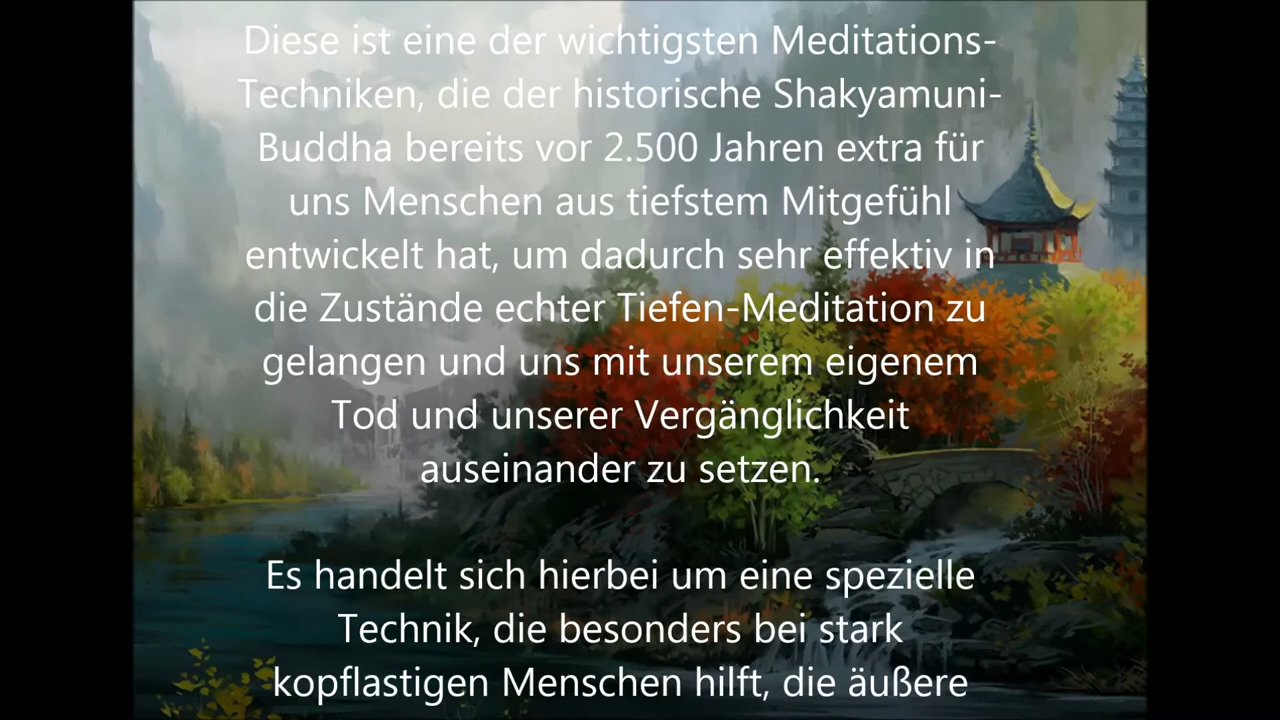 Diese ist eine der wichtigsten Meditations-
Techniken, die der historische Shakyamuni-
Buddha bereits vor 2.500 Jahren extra für
uns Menschen aus tiefstem Mitgefühl
entwickelt hat, um dadurch sehr effektiv in
die Zustände echter Tiefen-Meditation zu
gelangen und uns mit unserem eigenem
Tod und unserer Vergänglichkeit
auseinander zu setzen.
Es handelt sich hierbei um eine spezielle
Technik, die besonders bei stark
kopflastigen Menschen hilft, die äußere